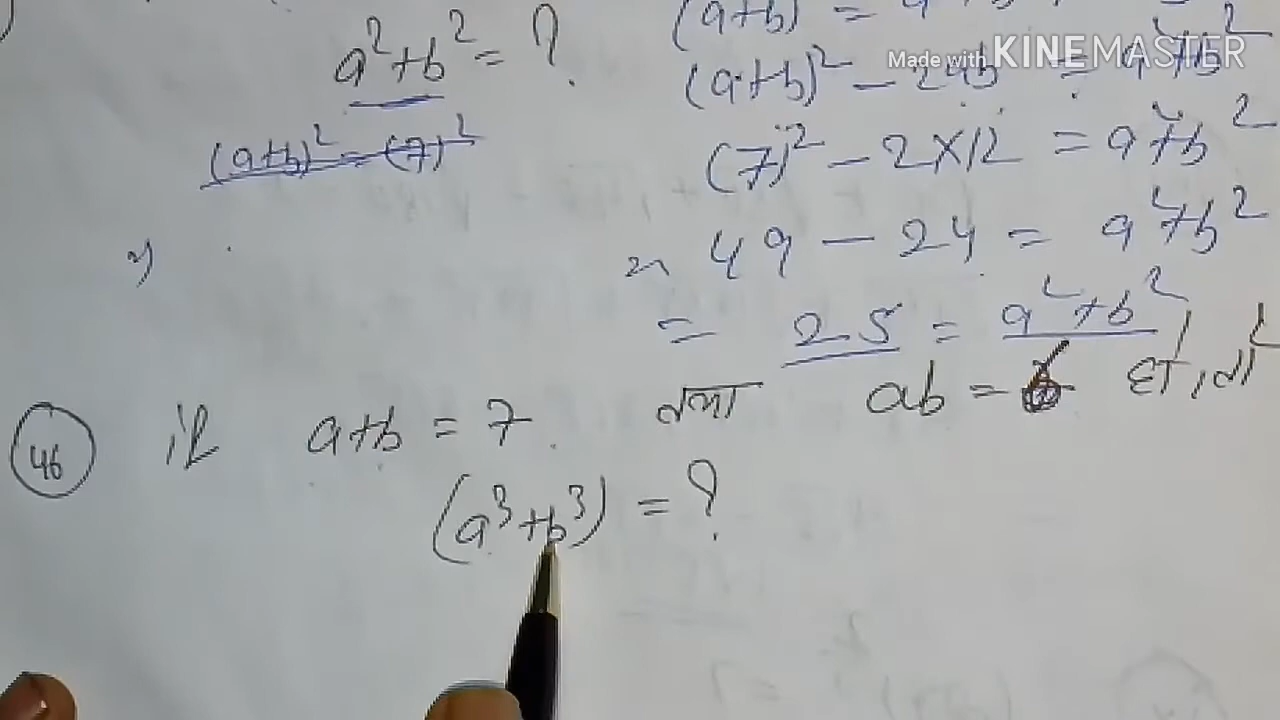 a²+b² = ?
(a+b)² = (7)²
(a+b) = a
Made with KINEMASTER
(a+b)² - 2ab = a²+b²
(7)² - 2×12 = a²+b²
49 - 24 = a²+b²
= 25 = a²+b²
46 if a+b = 7 तथा ab = हो, तो
(a³+b³) = ?